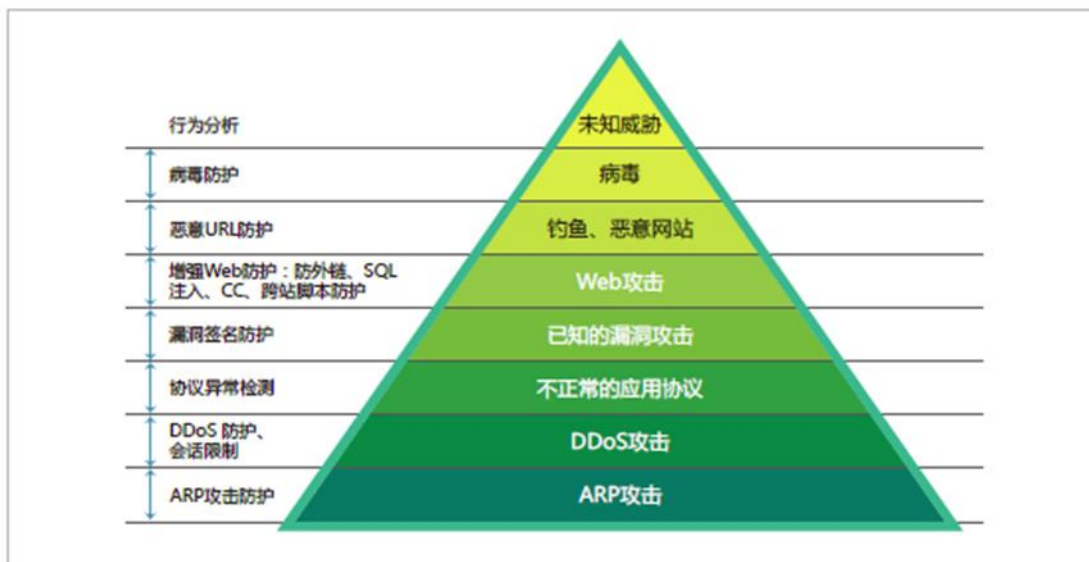 行为分析
未知威胁
病毒防护
病毒
恶意URL防护
钓鱼、恶意网站
增强Web防护：防外链、SQL
注入、CC、跨站脚本防护
Web攻击
漏洞签名防护
已知的漏洞攻击
协议异常检测
不正常的应用协议
DDoS 防护、
会话限制
DDoS攻击
ARP攻击防护
ARP攻击